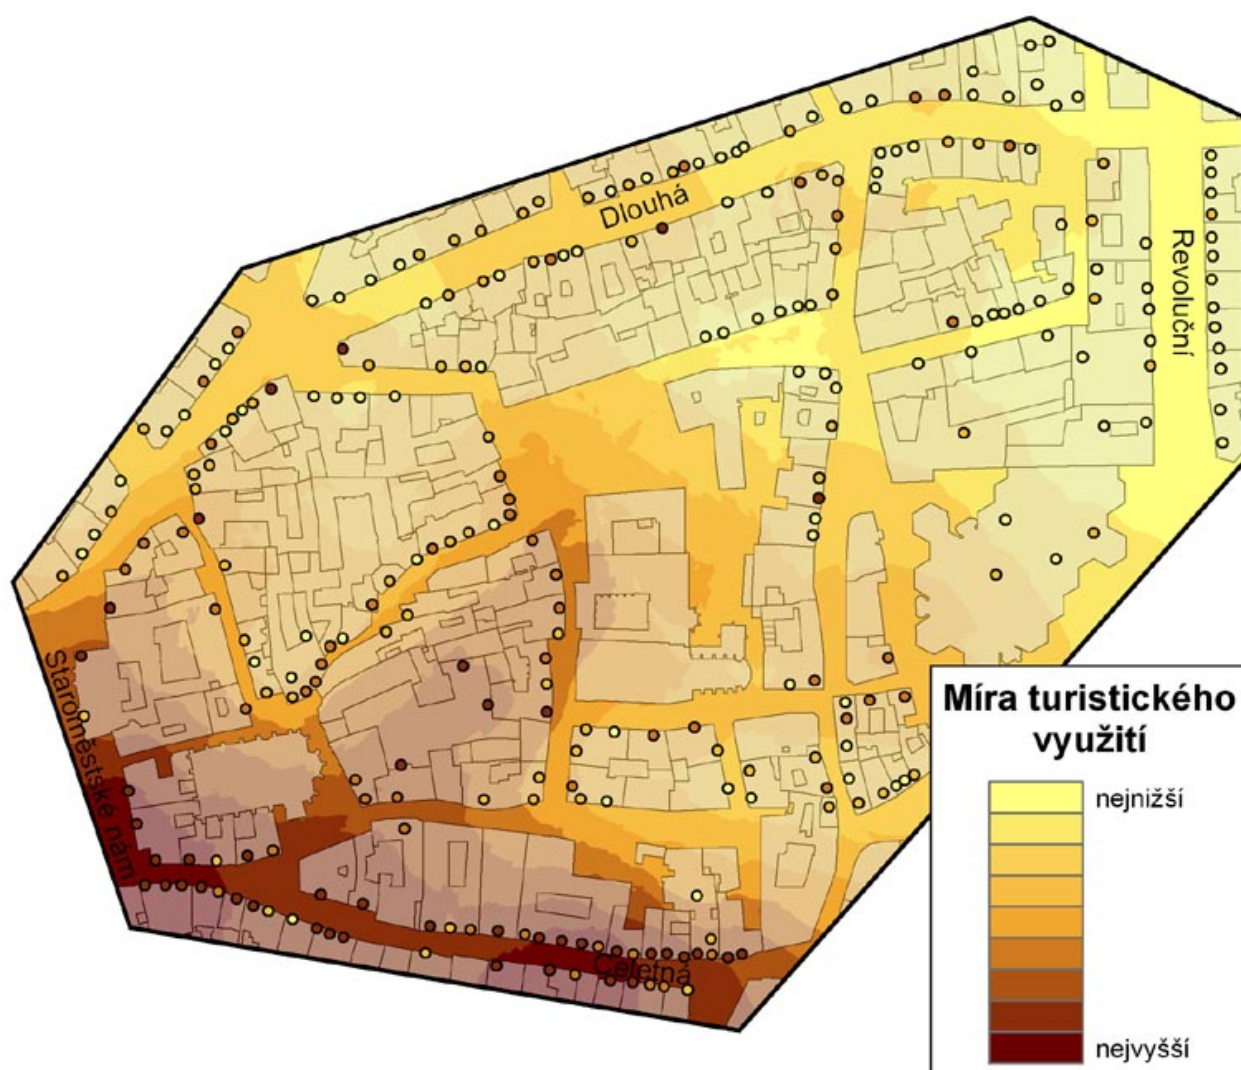 Dlouhá
Revoluční
Staroměstské nám
Celetná
Míra turistického
využití
nejnižší
nejvyšší